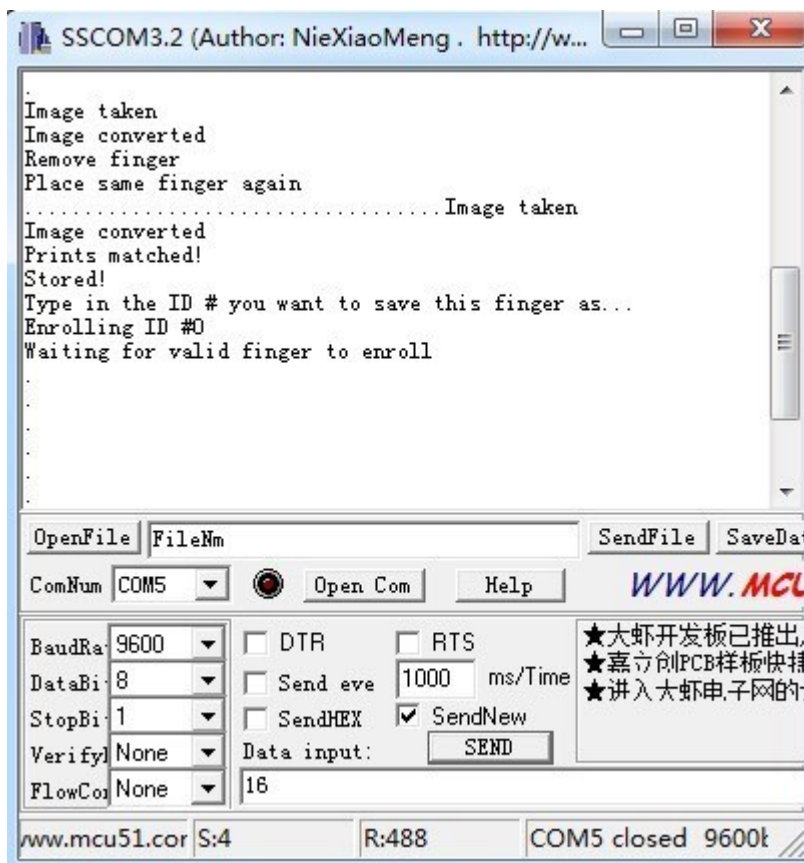 SSCOM3.2 (Author: NieXiaoMeng . http://w...
.
Image taken
Image converted
Remove finger
Place same finger again
...................................Image taken
Image converted
Prints matched!
Stored!
Type in the ID # you want to save this finger as...
Enrolling ID #0
Waiting for valid finger to enroll
.
.
.
.
.
.
OpenFile FileNm SendFile SaveDat
ComNum COM5 Open Com Help WWW.MCU
BaudRa 9600 DTR RTS
DataBi 8 Send eve 1000 ms/Time
StopBi 1 SendHEX SendNew
VerifyI None Data input: SEND
FlowCo None 16
★大虾开发板已推出
★嘉立创PCB样板快捷
★进入大虾电子网的
www.mcu51.cor S:4 R:488 COM5 closed 9600b